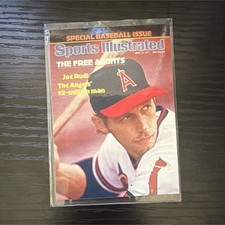 SPECIAL BASEBALL ISSUE
Sports Illustrated
THE FREE AGENTS
Joe Rudi
The Angels'
$2-million man
A